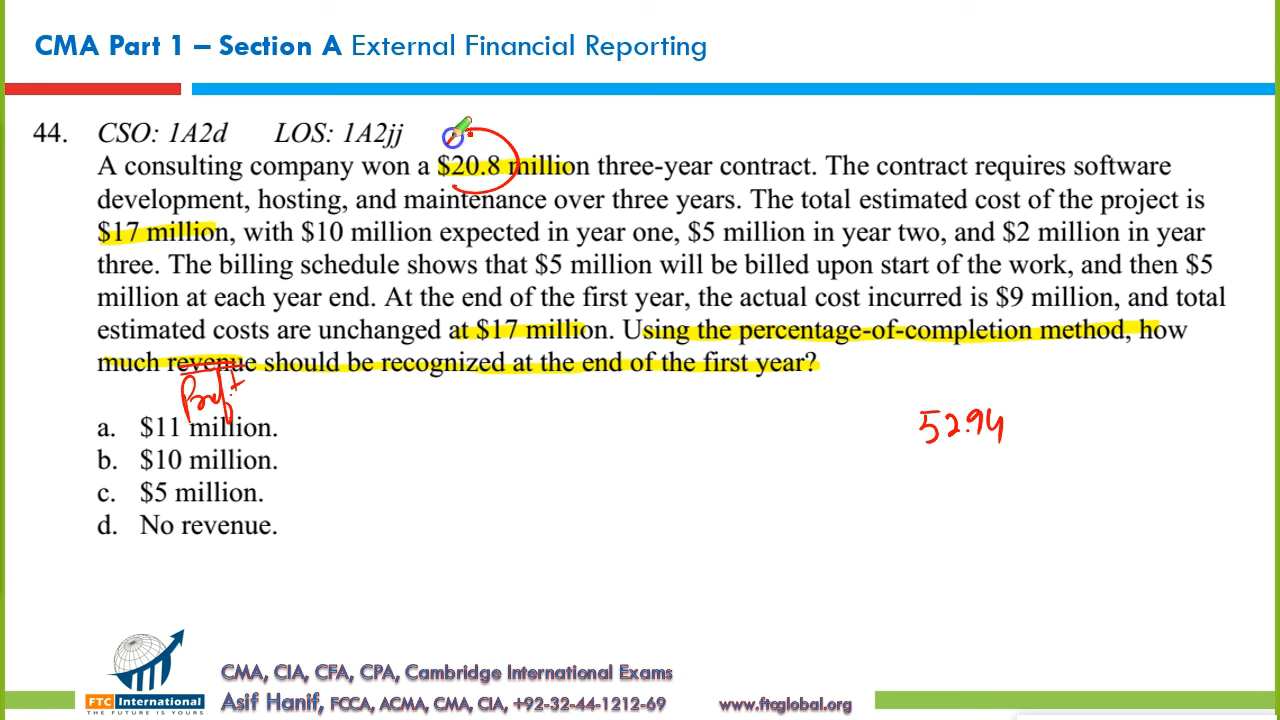 CMA Part 1 – Section A External Financial Reporting
44. CSO: 1A2d LOS: 1A2jj
A consulting company won a $20.8 million three-year contract. The contract requires software
development, hosting, and maintenance over three years. The total estimated cost of the project is
$17 million, with $10 million expected in year one, $5 million in year two, and $2 million in year
three. The billing schedule shows that $5 million will be billed upon start of the work, and then $5
million at each year end. At the end of the first year, the actual cost incurred is $9 million, and total
estimated costs are unchanged at $17 million. Using the percentage-of-completion method, how
much revenue should be recognized at the end of the first year?
a. $11 million.
52.94
b. $10 million.
c. $5 million.
d. No revenue.
FTC International
THE FUTURE IS YOURS
CMA, CIA, CFA, CPA, Cambridge International Exams
Asif Hanif, FCCA, ACMA, CMA, CIA, +92-32-44-1212-69
www.ftcglobal.org